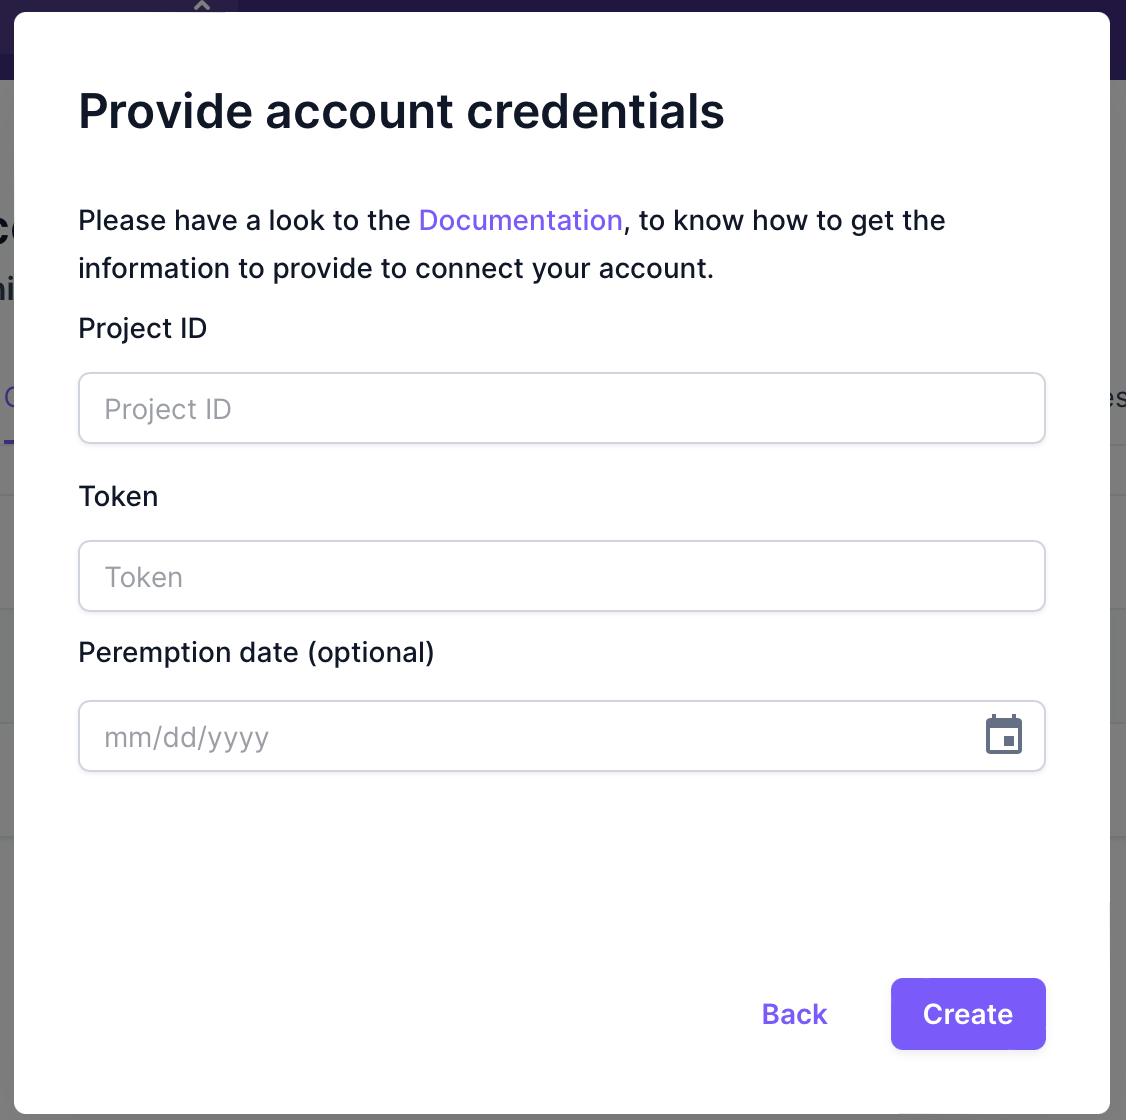 Provide account credentials
Please have a look to the Documentation, to know how to get the
information to provide to connect your account.
Project ID
Project ID
Token
Token
Peremption date (optional)
mm/dd/yyyy
Back
Create